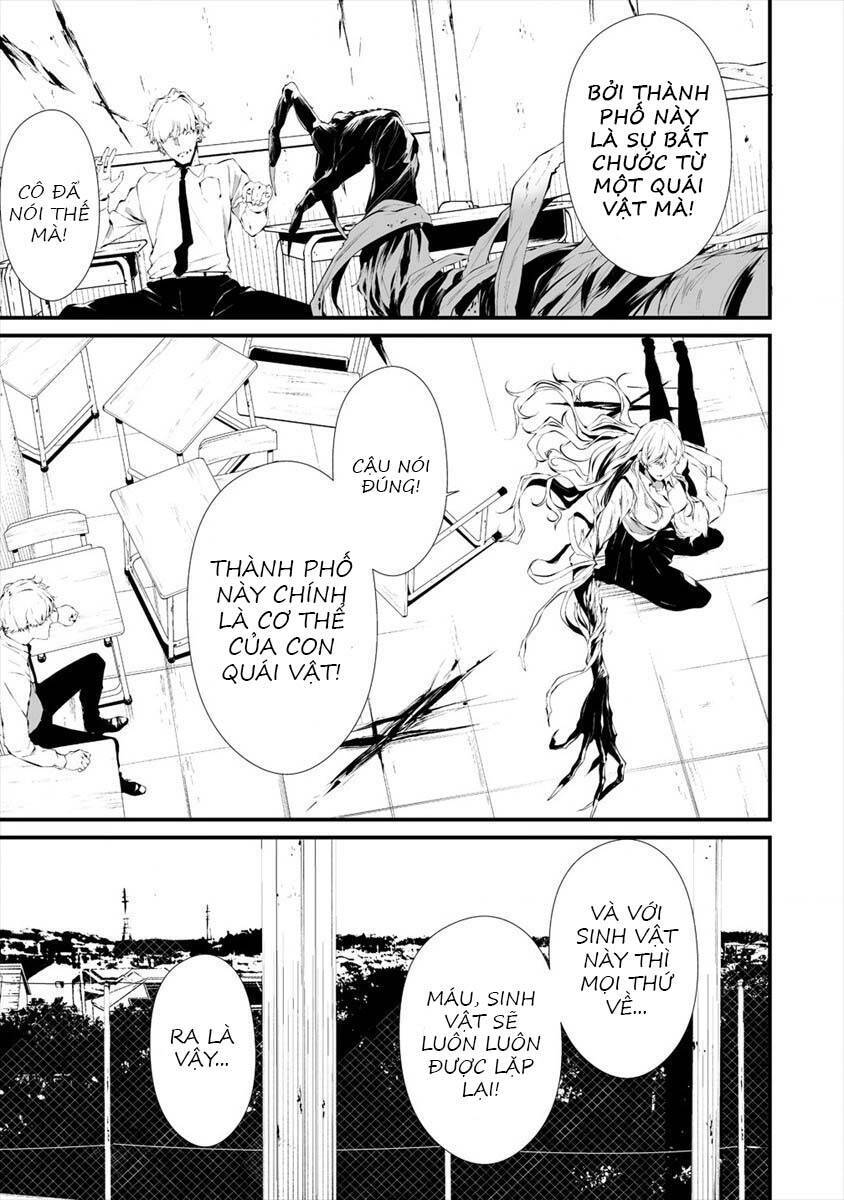 BỞI THÀNH
PHỐ NÀY
LÀ SỰ BẮT
CHƯỚC TỪ
MỘT QUÁI
VẬT MÀ!
CÔ ĐÃ
NÓI THẾ
MÀ!
CẬU NÓI
ĐÚNG!
THÀNH PHỐ
NÀY CHÍNH
LÀ CƠ THỂ
CỦA CON
QUÁI VẬT!
VÀ VỚI
SINH VẬT
NÀY THÌ
MỌI THỨ
VỀ...
MÁU, SINH
VẬT SẼ
LUÔN LUÔN
ĐƯỢC LẶP
LẠI!
RA LÀ
VẬY...